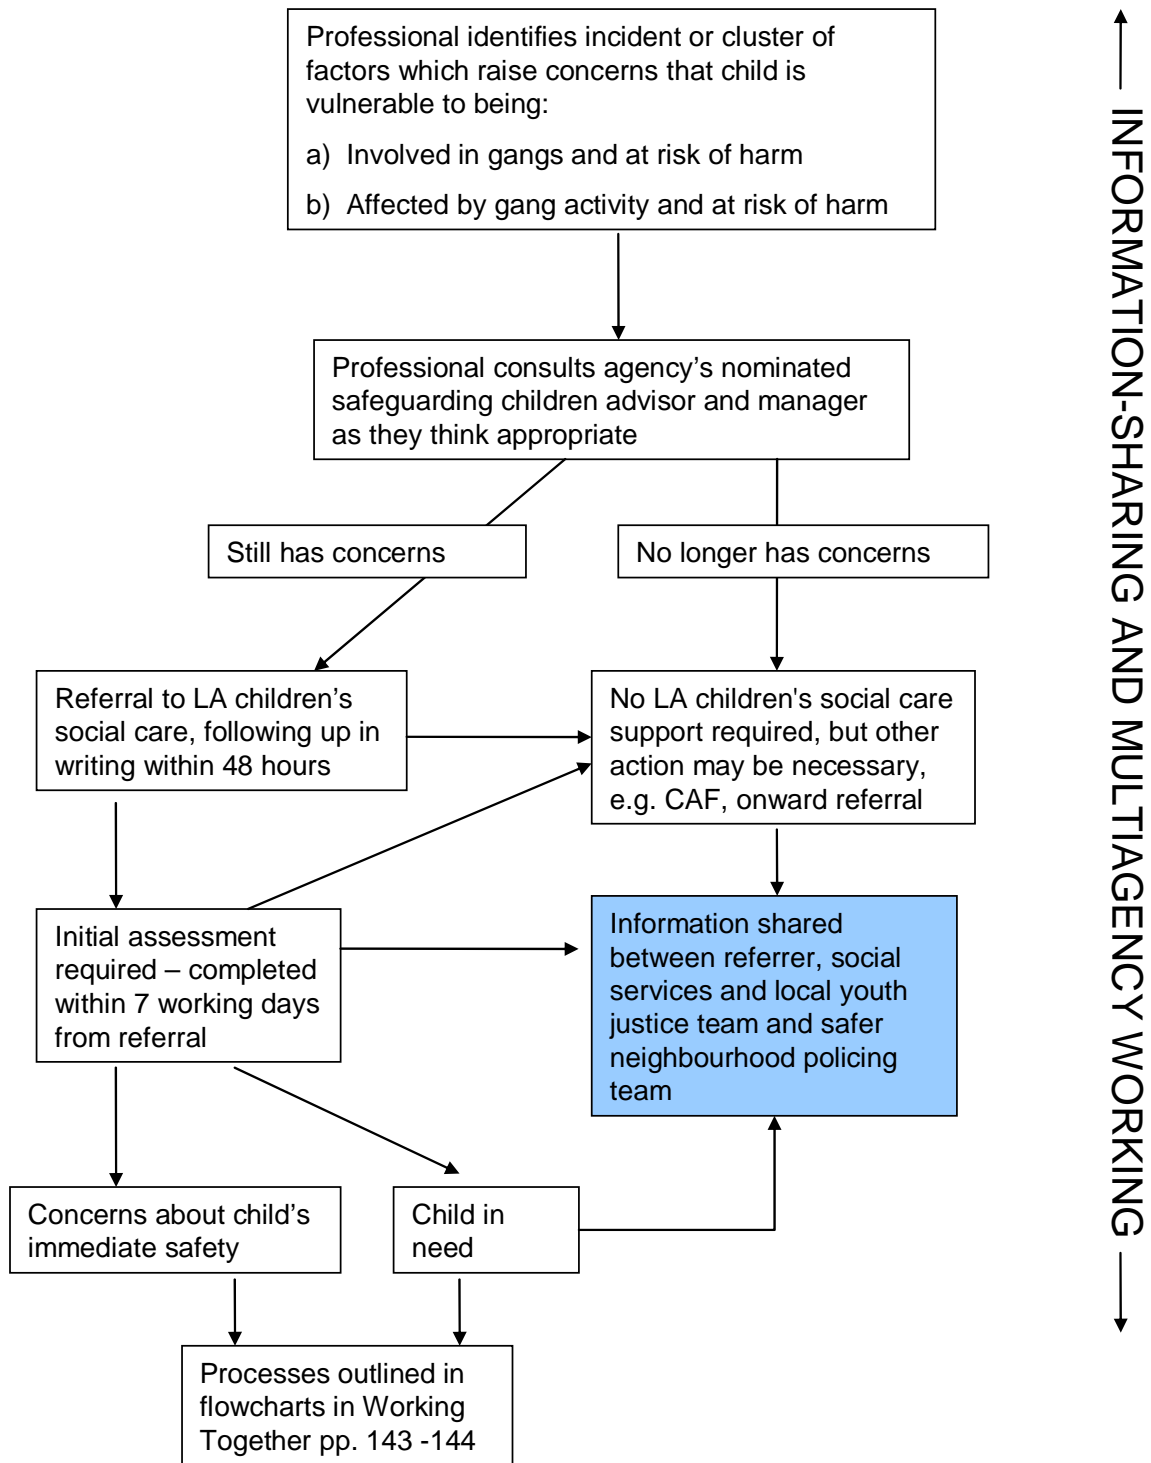 Professional identifies incident or cluster of
factors which raise concerns that child is
vulnerable to being:
a) Involved in gangs and at risk of harm
b) Affected by gang activity and at risk of harm
Professional consults agency’s nominated
safeguarding children advisor and manager
as they think appropriate
Still has concerns
No longer has concerns
Referral to LA children’s
social care, following up in
writing within 48 hours
No LA children's social care
support required, but other
action may be necessary,
e.g. CAF, onward referral
Initial assessment
required – completed
within 7 working days
from referral
Information shared
between referrer, social
services and local youth
justice team and safer
neighbourhood policing
team
Concerns about child’s
immediate safety
Child in
need
Processes outlined in
flowcharts in Working
Together pp. 143 -144
INFORMATION-SHARING AND MULTIAGENCY WORKING